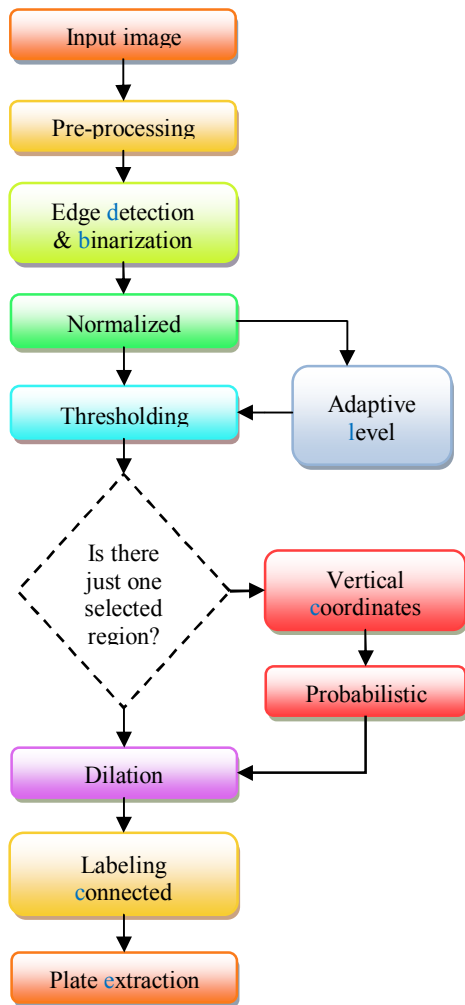 Input image
Pre-processing
Edge detection
& binarization
Normalized
Thresholding
Adaptive
level
Is there
just one
selected
region?
Vertical
coordinates
Probabilistic
Dilation
Labeling
connected
Plate extraction